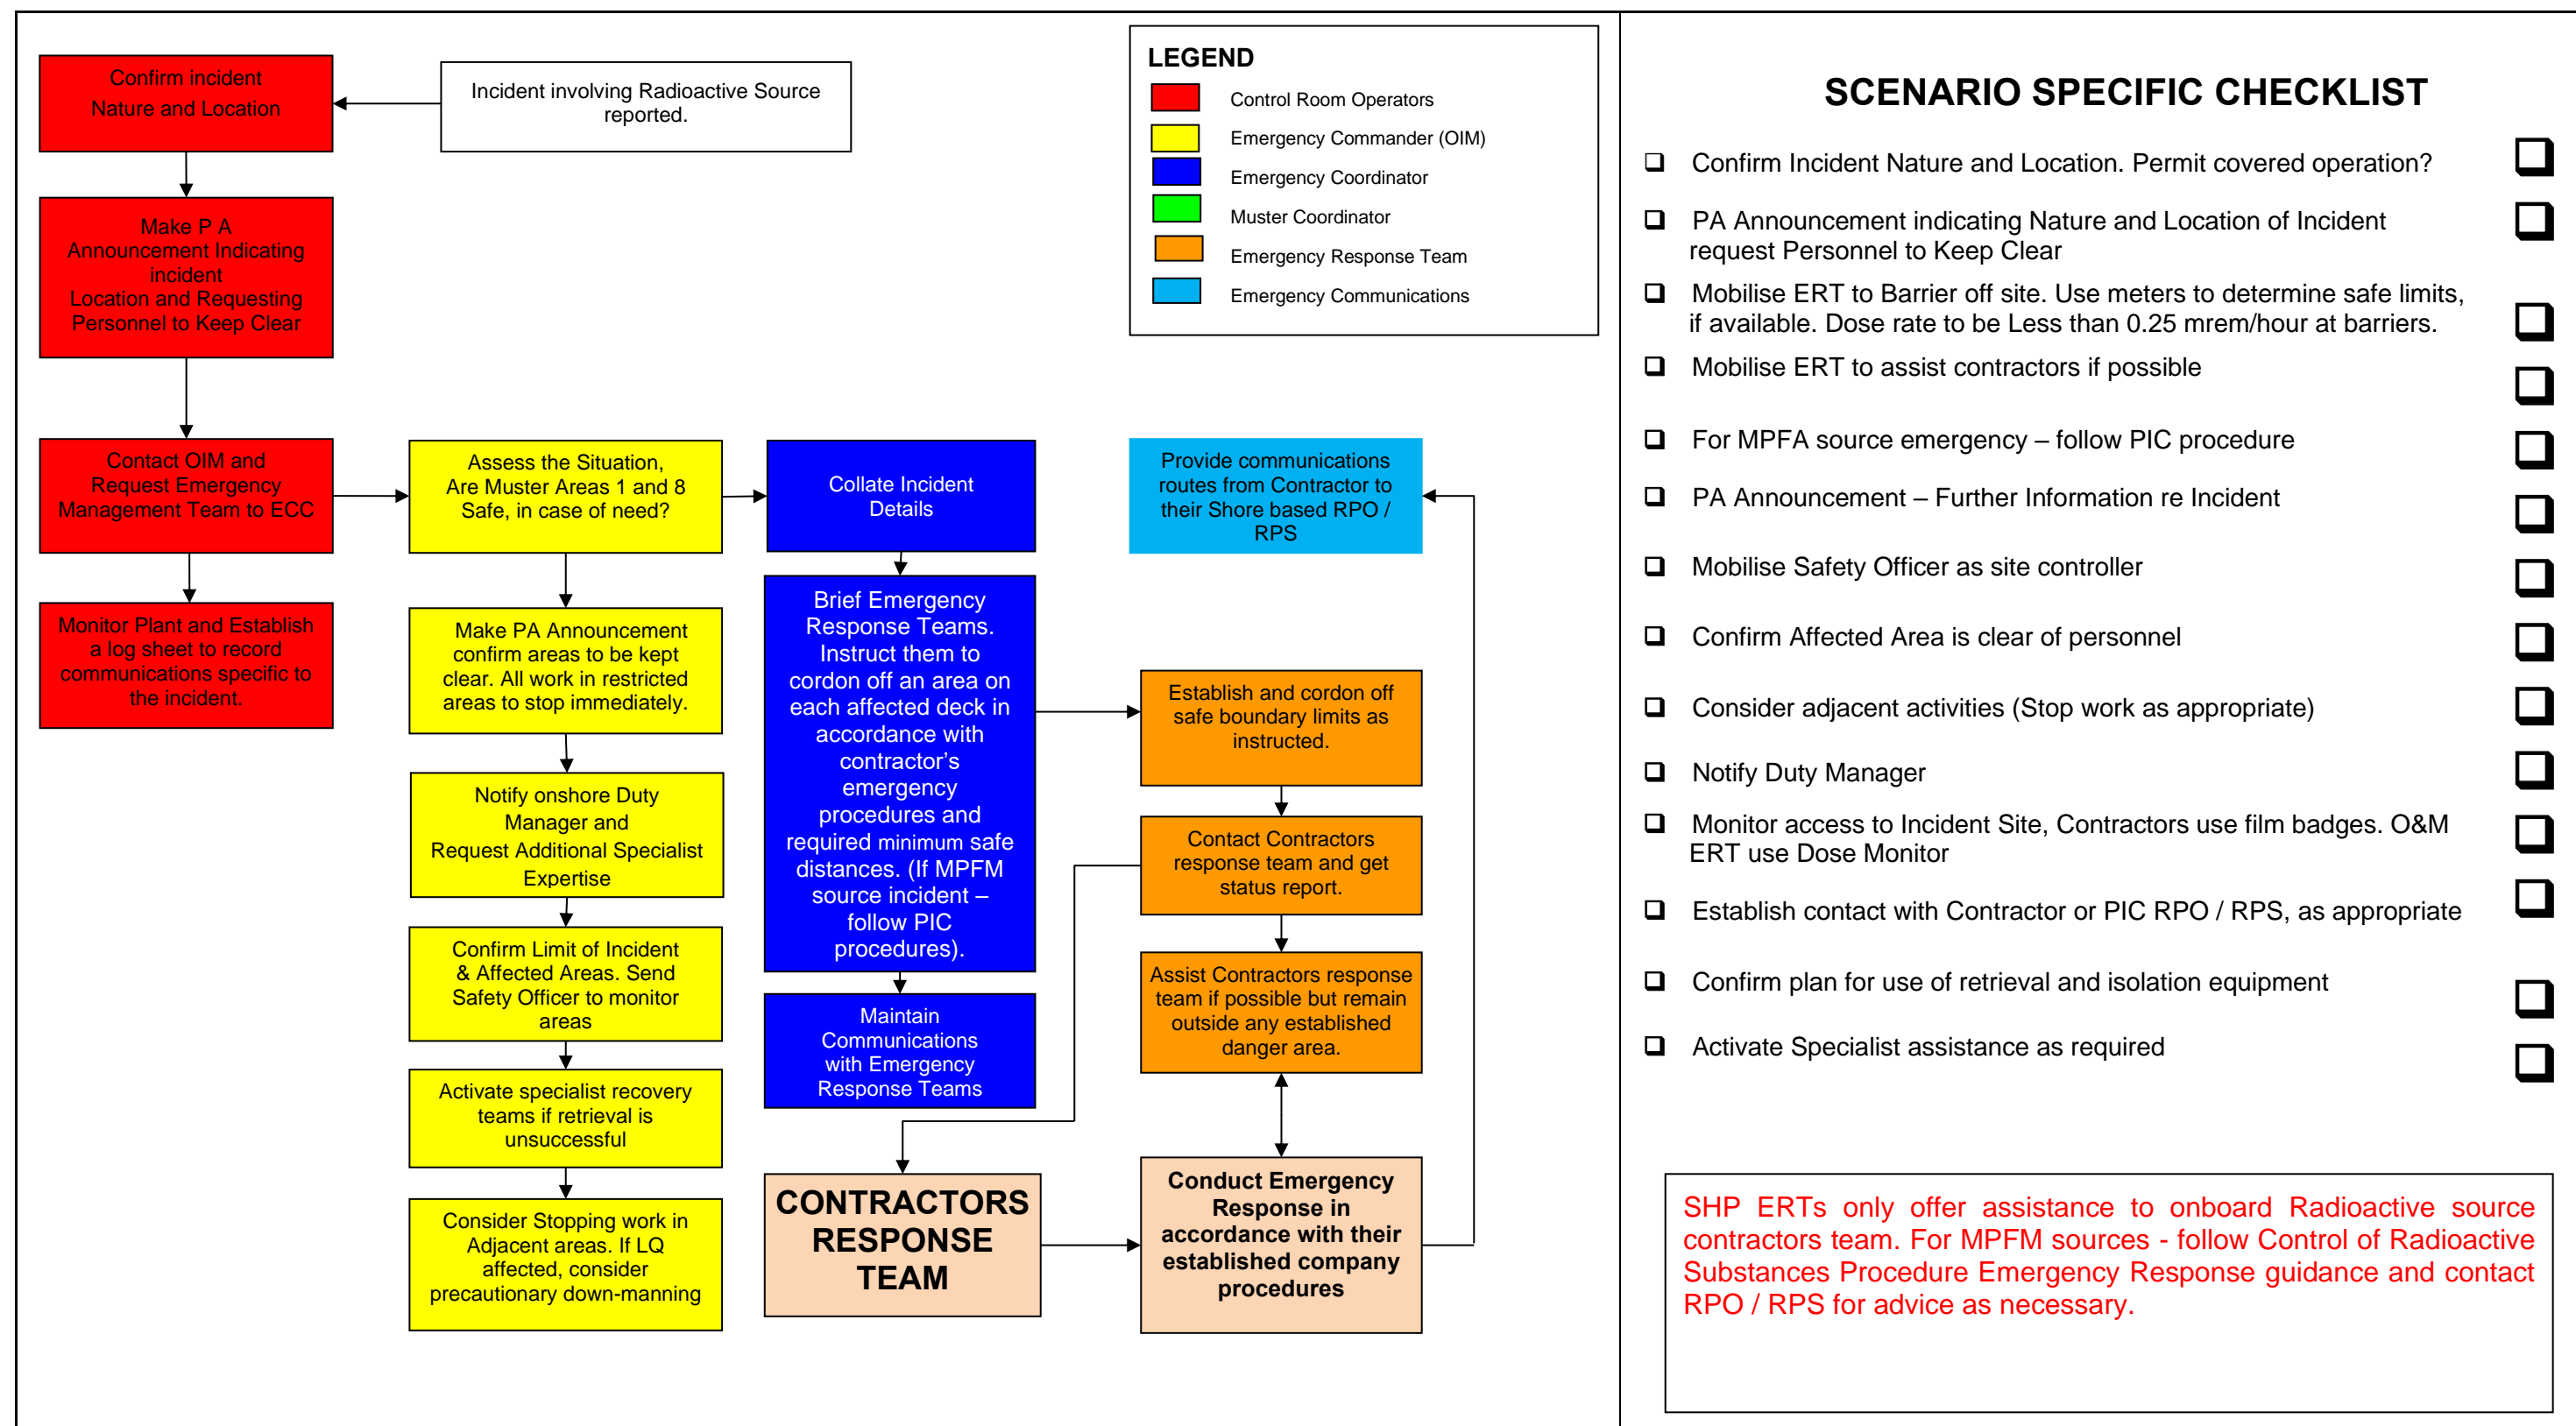 Confirm incident
Nature and Location
Incident involving Radioactive Source
reported.
Make P A
Announcement Indicating
incident
Location and Requesting
Personnel to Keep Clear
Contact OIM and
Request Emergency
Management Team to ECC
Monitor Plant and Establish
a log sheet to record
communications specific to
the incident.
Assess the Situation,
Are Muster Areas 1 and 8
Safe, in case of need?
Make PA Announcement
confirm areas to be kept
clear. All work in restricted
areas to stop immediately.
Notify onshore Duty
Manager and
Request Additional Specialist
Expertise
Confirm Limit of Incident
& Affected Areas. Send
Safety Officer to monitor
areas
Activate specialist recovery
teams if retrieval is
unsuccessful
Consider Stopping work in
Adjacent areas. If LQ
affected, consider
precautionary down-manning
Collate Incident
Details
Brief Emergency
Response Teams.
Instruct them to
cordon off an area on
each affected deck in
accordance with
contractor’s
emergency
procedures and
required minimum safe
distances. (If MPFM
source incident –
follow PIC
procedures).
Maintain
Communications
with Emergency
Response Teams
CONTRACTORS
RESPONSE
TEAM
LEGEND
Control Room Operators
Emergency Commander (OIM)
Emergency Coordinator
Muster Coordinator
Emergency Response Team
Emergency Communications
Provide communications
routes from Contractor to
their Shore based RPO /
RPS
Establish and cordon off
safe boundary limits as
instructed.
Contact Contractors
response team and get
status report.
Assist Contractors response
team if possible but remain
outside any established
danger area.
Conduct Emergency
Response in
accordance with their
established company
procedures
SCENARIO SPECIFIC CHECKLIST
Confirm Incident Nature and Location. Permit covered operation?
PA Announcement indicating Nature and Location of Incident
request Personnel to Keep Clear
Mobilise ERT to Barrier off site. Use meters to determine safe limits,
if available. Dose rate to be Less than 0.25 mrem/hour at barriers.
Mobilise ERT to assist contractors if possible
For MPFA source emergency – follow PIC procedure
PA Announcement – Further Information re Incident
Mobilise Safety Officer as site controller
Confirm Affected Area is clear of personnel
Consider adjacent activities (Stop work as appropriate)
Notify Duty Manager
Monitor access to Incident Site, Contractors use film badges. O&M
ERT use Dose Monitor
Establish contact with Contractor or PIC RPO / RPS, as appropriate
Confirm plan for use of retrieval and isolation equipment
Activate Specialist assistance as required
SHP ERTs only offer assistance to onboard Radioactive source
contractors team. For MPFM sources - follow Control of Radioactive
Substances Procedure Emergency Response guidance and contact
RPO / RPS for advice as necessary.